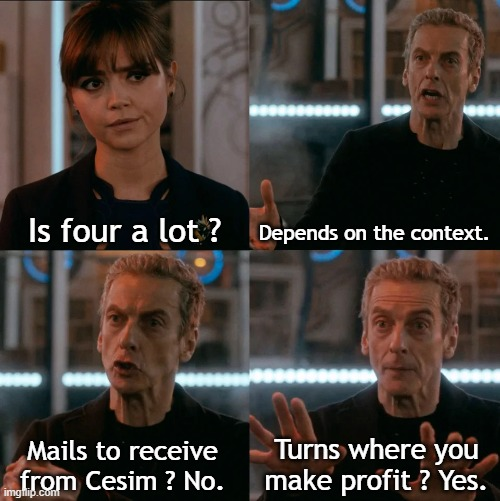 Is four a lot ?
Depends on the context.
Mails to receive
from Cesim ? No.
Turns where you
make profit ? Yes.
imgflip.com